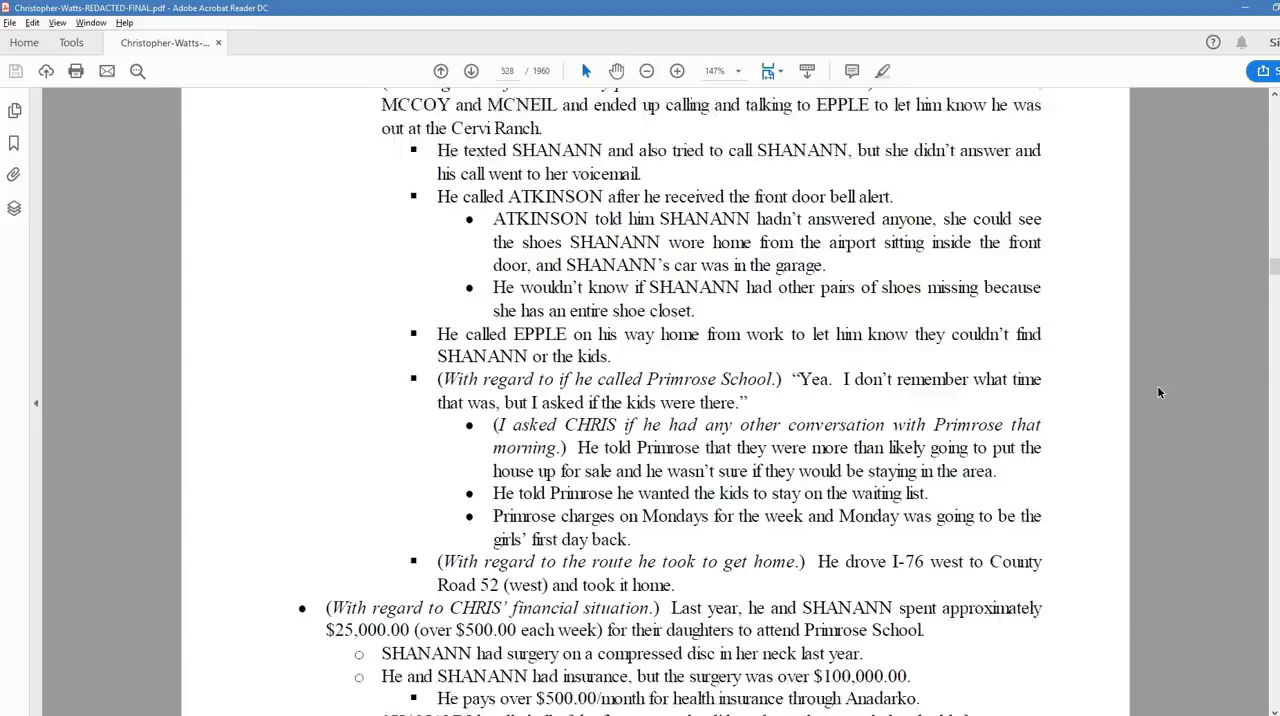 Christopher-Watts-REDACTED-FINAL.pdf - Adobe Acrobat Reader DC
File Edit View Window Help
Home Tools Christopher-Watts-... ×
528 / 1960 147%
MCCOY and MCNEIL and ended up calling and talking to EPPLE to let him know he was
out at the Cervi Ranch.
▪ He texted SHANANN and also tried to call SHANANN, but she didn’t answer and
his call went to her voicemail.
▪ He called ATKINSON after he received the front door bell alert.
● ATKINSON told him SHANANN hadn’t answered anyone, she could see
the shoes SHANANN wore home from the airport sitting inside the front
door, and SHANANN’s car was in the garage.
● He wouldn’t know if SHANANN had other pairs of shoes missing because
she has an entire shoe closet.
▪ He called EPPLE on his way home from work to let him know they couldn’t find
SHANANN or the kids.
▪ (With regard to if he called Primrose School.) “Yea. I don’t remember what time
that was, but I asked if the kids were there.”
● (I asked CHRIS if he had any other conversation with Primrose that
morning.) He told Primrose that they were more than likely going to put the
house up for sale and he wasn’t sure if they would be staying in the area.
● He told Primrose he wanted the kids to stay on the waiting list.
● Primrose charges on Mondays for the week and Monday was going to be the
girls’ first day back.
▪ (With regard to the route he took to get home.) He drove I-76 west to County
Road 52 (west) and took it home.
● (With regard to CHRIS’ financial situation.) Last year, he and SHANANN spent approximately
$25,000.00 (over $500.00 each week) for their daughters to attend Primrose School.
○ SHANANN had surgery on a compressed disc in her neck last year.
○ He and SHANANN had insurance, but the surgery was over $100,000.00.
▪ He pays over $500.00/month for health insurance through Anadarko.